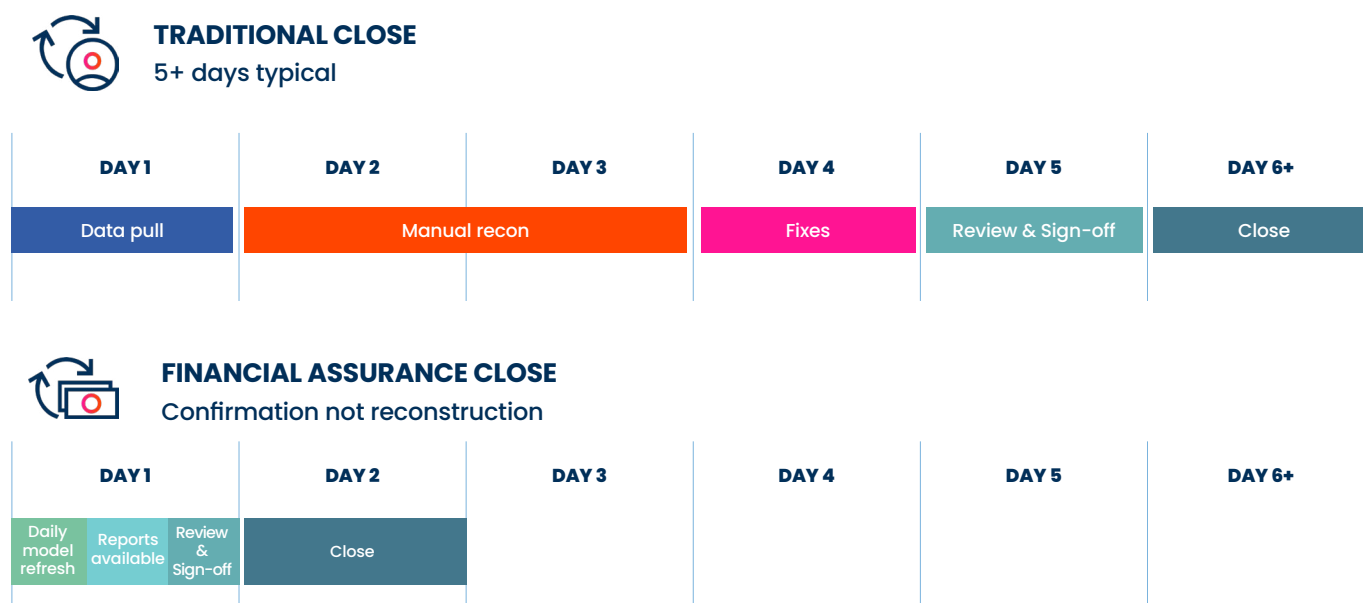 TRADITIONAL CLOSE
5+ days typical
DAY 1
DAY 2
DAY 3
DAY 4
DAY 5
DAY 6+
Data pull
Manual recon
Fixes
Review & Sign-off
Close
FINANCIAL ASSURANCE CLOSE
Confirmation not reconstruction
DAY 1
DAY 2
DAY 3
DAY 4
DAY 5
DAY 6+
Daily
model
refresh
Reports
available
Review
&
Sign-off
Close